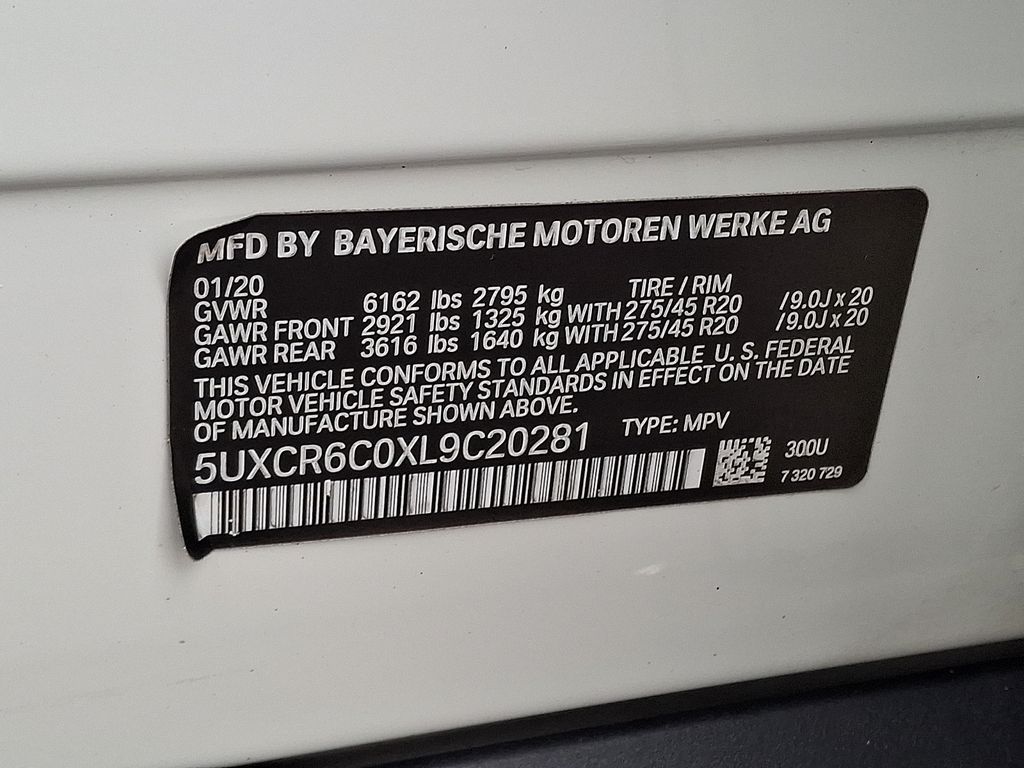 MFD BY BAYERISCHE MOTOREN WERKE AG
01/20 TIRE / RIM
GVWR 6162 lbs 2795 kg
GAWR FRONT 2921 lbs 1325 kg WITH 275/45 R20 /9.0J x 20
GAWR REAR 3616 lbs 1640 kg WITH 275/45 R20 /9.0J x 20
THIS VEHICLE CONFORMS TO ALL APPLICABLE U. S. FEDERAL
MOTOR VEHICLE SAFETY STANDARDS IN EFFECT ON THE DATE
OF MANUFACTURE SHOWN ABOVE.
5UXCR6C0XL9C20281 TYPE: MPV
300U
7 320 729